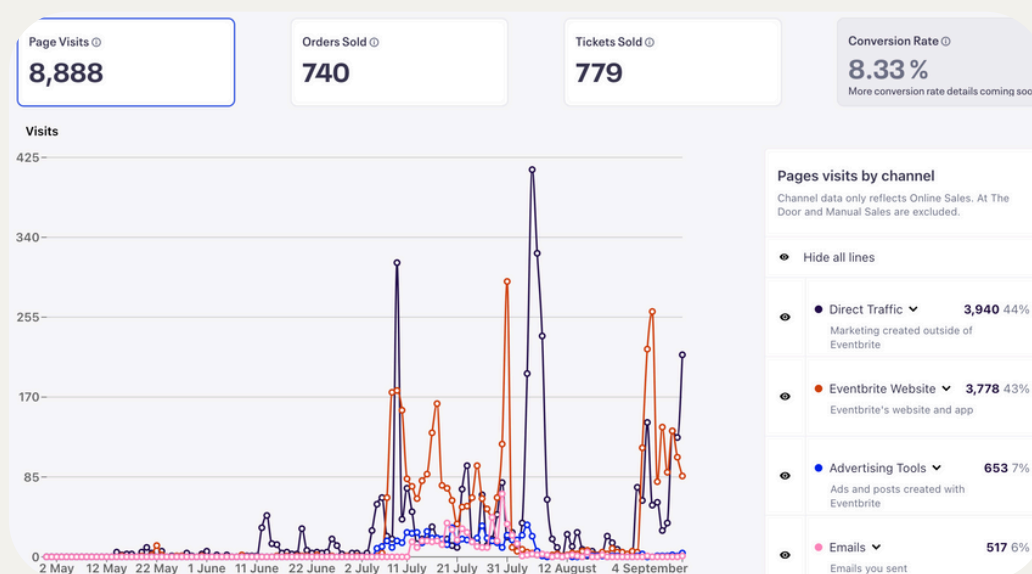 Page Visits
8,888
Orders Sold
740
Tickets Sold
779
Conversion Rate
8.33 %
More conversion rate details coming soo
Visits
425
340
255
170
85
0
2 May 12 May 22 May 1 June 11 June 22 June 2 July 11 July 21 July 31 July 12 August 4 September
Pages visits by channel
Channel data only reflects Online Sales. At The
Door and Manual Sales are excluded.
Hide all lines
Direct Traffic 3,940 44%
Marketing created outside of
Eventbrite
Eventbrite Website 3,778 43%
Eventbrite's website and app
Advertising Tools 653 7%
Ads and posts created with
Eventbrite
Emails 517 6%
Emails you sent